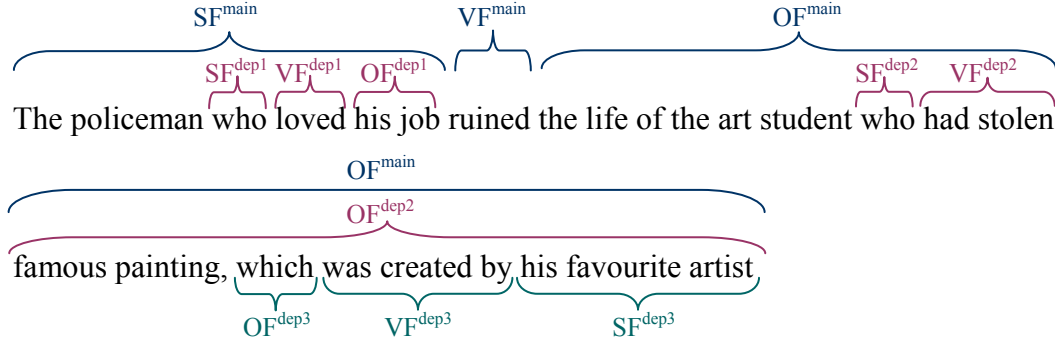 SF^main VF^main OF^main
SF^dep1 VF^dep1 OF^dep1 SF^dep2 VF^dep2
The policeman who loved his job ruined the life of the art student who had stolen
OF^main
OF^dep2
famous painting, which was created by his favourite artist
OF^dep3 VF^dep3 SF^dep3